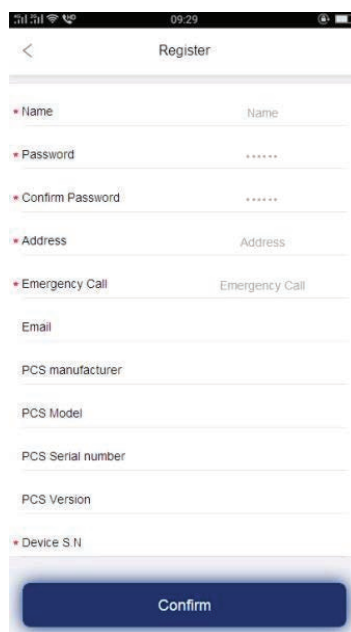 09:29
Register
* Name Name
* Password ······
* Confirm Password ······
* Address Address
* Emergency Call Emergency Call
Email
PCS manufacturer
PCS Model
PCS Serial number
PCS Version
* Device S.N
Confirm